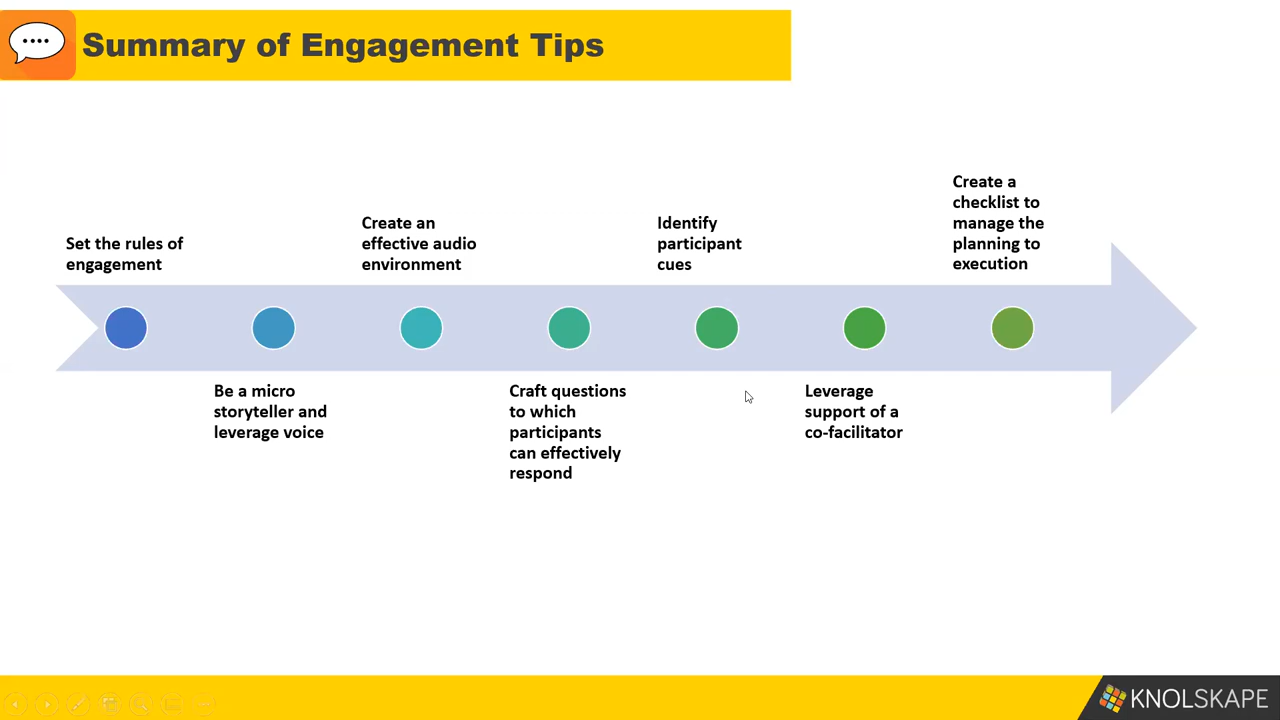 Summary of Engagement Tips
Set the rules of
engagement
Be a micro
storyteller and
leverage voice
Create an
effective audio
environment
Craft questions
to which
participants
can effectively
respond
Identify
participant
cues
Leverage
support of a
co-facilitator
Create a
checklist to
manage the
planning to
execution
KNOLSKAPE